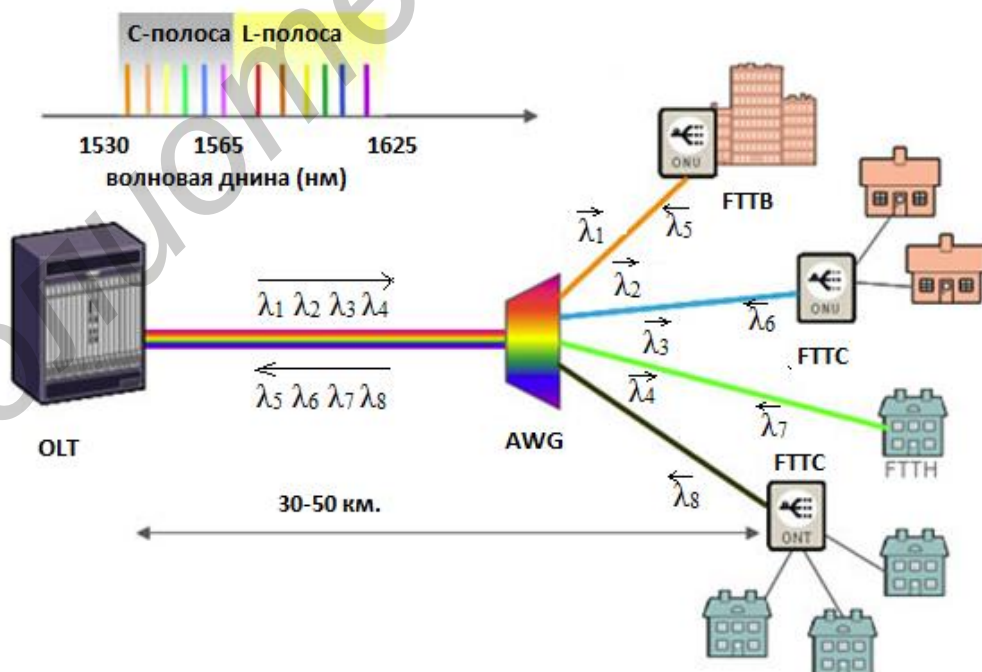 C-полоса L-полоса
1530 1565 1625
волновая днина (нм)
ONU
FTTB
λ1 λ5
λ2
ONU
λ1 λ2 λ3 λ4
λ6
λ3
FTTC
λ4
λ5 λ6 λ7 λ8
λ7
AWG
OLT
FTTC
FTTH
λ8
30-50 км.
ONT